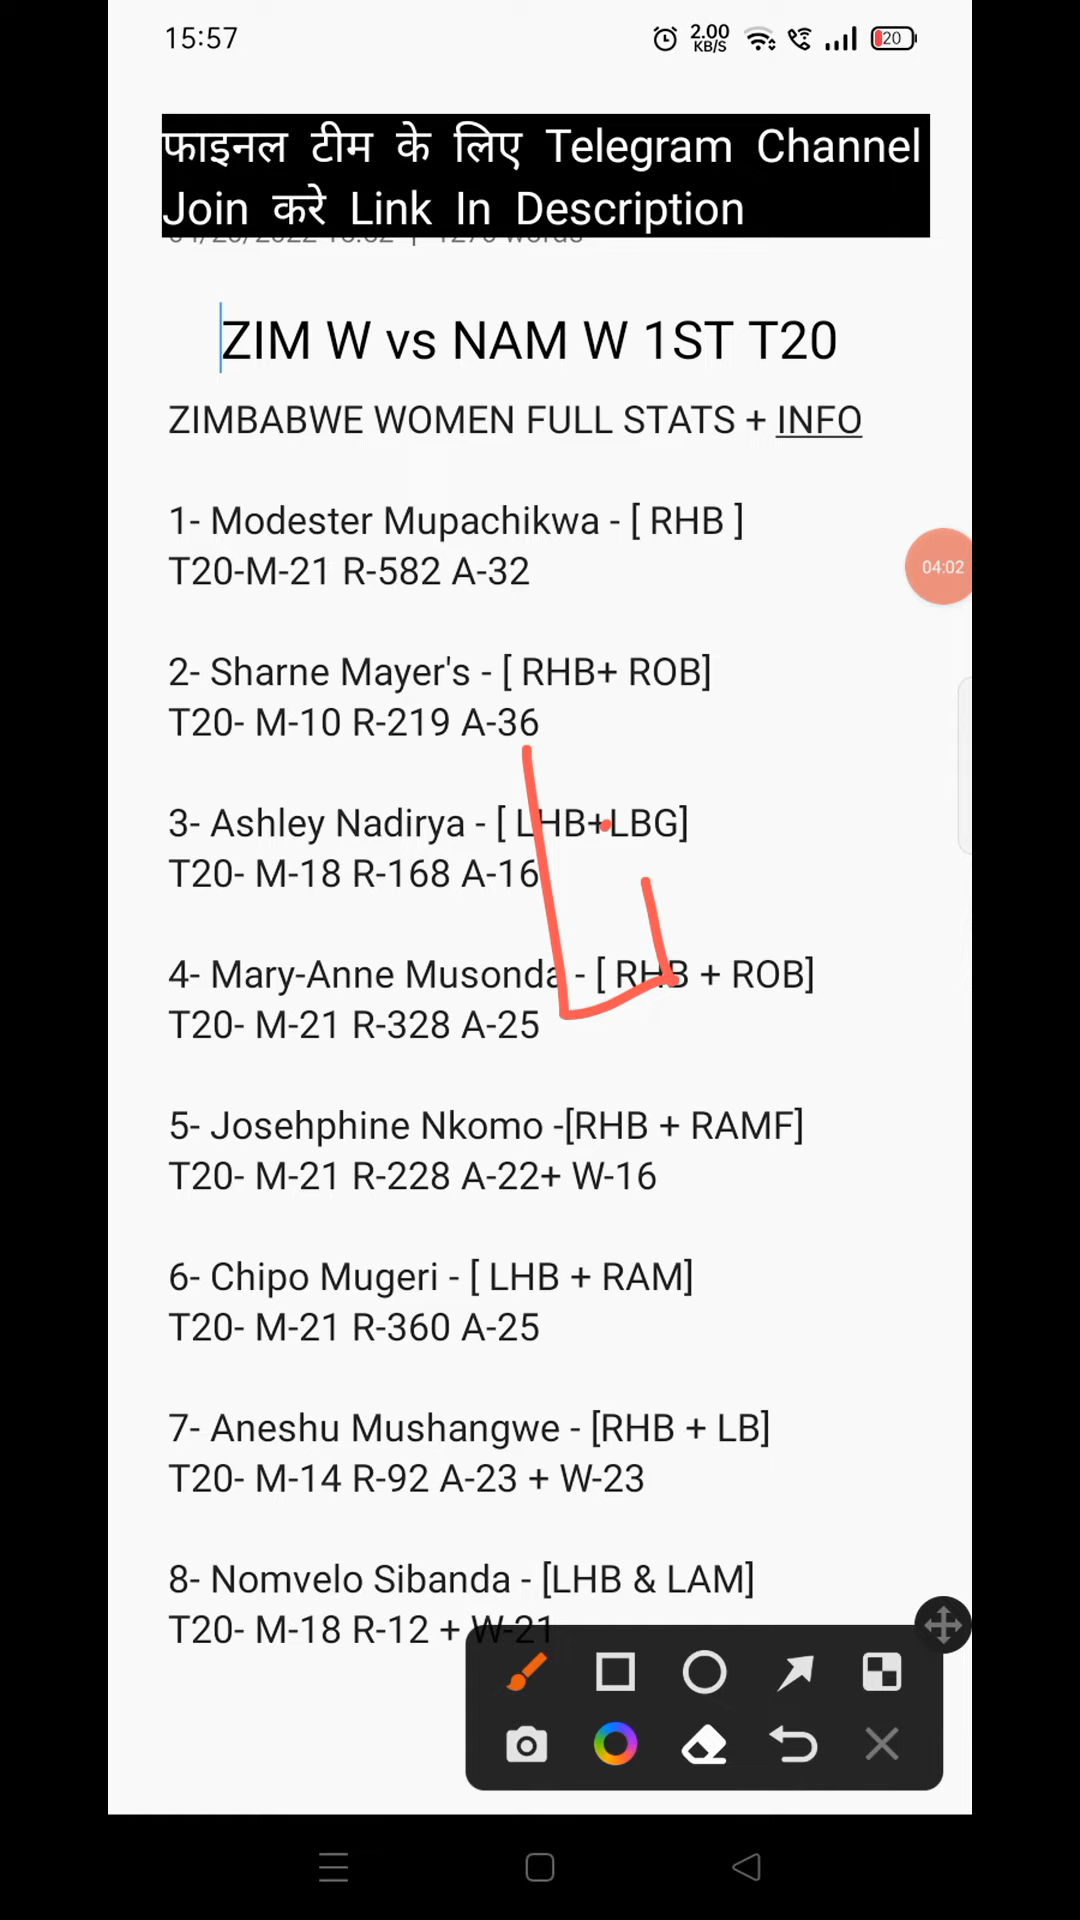 15:57
2.00
KB/S
20
फाइनल टीम के लिए Telegram Channel
Join करे Link In Description
ZIM W vs NAM W 1ST T20
ZIMBABWE WOMEN FULL STATS + INFO
1- Modester Mupachikwa - [ RHB ]
T20-M-21 R-582 A-32
04:02
2- Sharne Mayer's - [ RHB+ ROB]
T20- M-10 R-219 A-36
3- Ashley Nadirya - [ LHB+LBG]
T20- M-18 R-168 A-16
4- Mary-Anne Musonda - [ RHB + ROB]
T20- M-21 R-328 A-25
5- Josehphine Nkomo -[RHB + RAMF]
T20- M-21 R-228 A-22+ W-16
6- Chipo Mugeri - [ LHB + RAM]
T20- M-21 R-360 A-25
7- Aneshu Mushangwe - [RHB + LB]
T20- M-14 R-92 A-23 + W-23
8- Nomvelo Sibanda - [LHB & LAM]
T20- M-18 R-12 + W-21